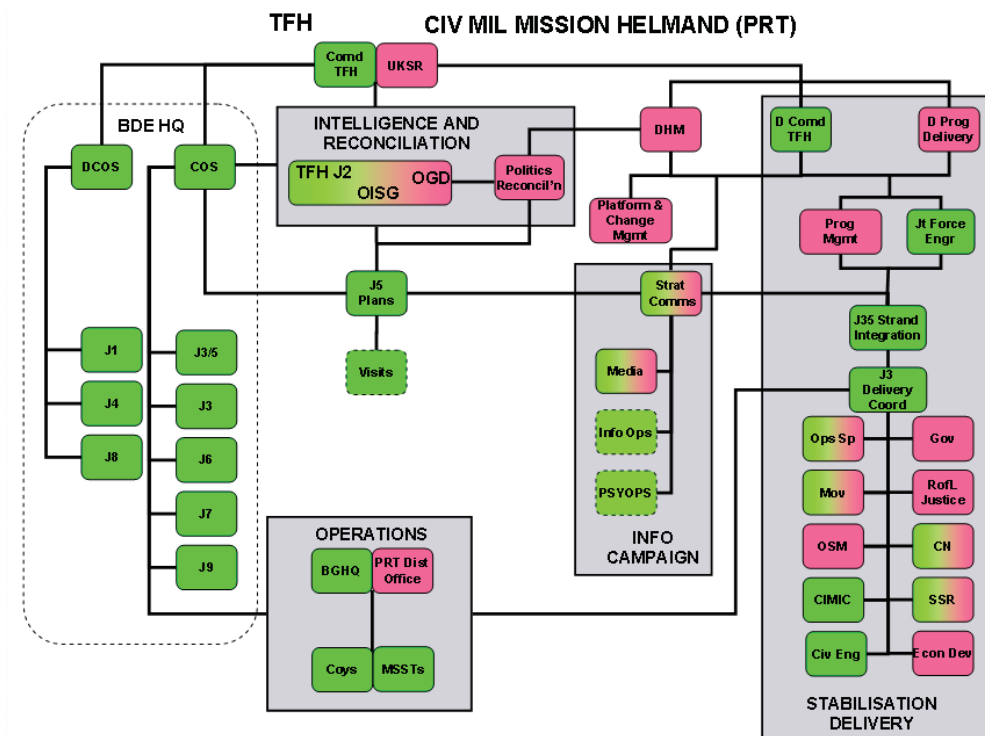 TFH
CIV MIL MISSION HELMAND (PRT)
Comd
TFH
UKSR
BDE HQ
DCOS
COS
INTELLIGENCE AND
RECONCILIATION
TFH J2
OISG
OGD
Politics
Reconcil'n
DHM
D Comd
TFH
D Prog
Delivery
Platform &
Change
Mgmt
Prog
Mgmt
Jt Force
Engr
J5
Plans
Visits
Strat
Comms
Media
Info Ops
PSYOPS
INFO
CAMPAIGN
J35 Strand
Integration
J3
Delivery
Coord
J1
J4
J8
J3/5
J3
J6
J7
J9
OPERATIONS
BGHQ
PRT Dist
Office
Coys
MSSTs
Ops Sp
Gov
Mov
RofL
Justice
OSM
CN
CIMIC
SSR
Civ Eng
Econ Dev
STABILISATION
DELIVERY